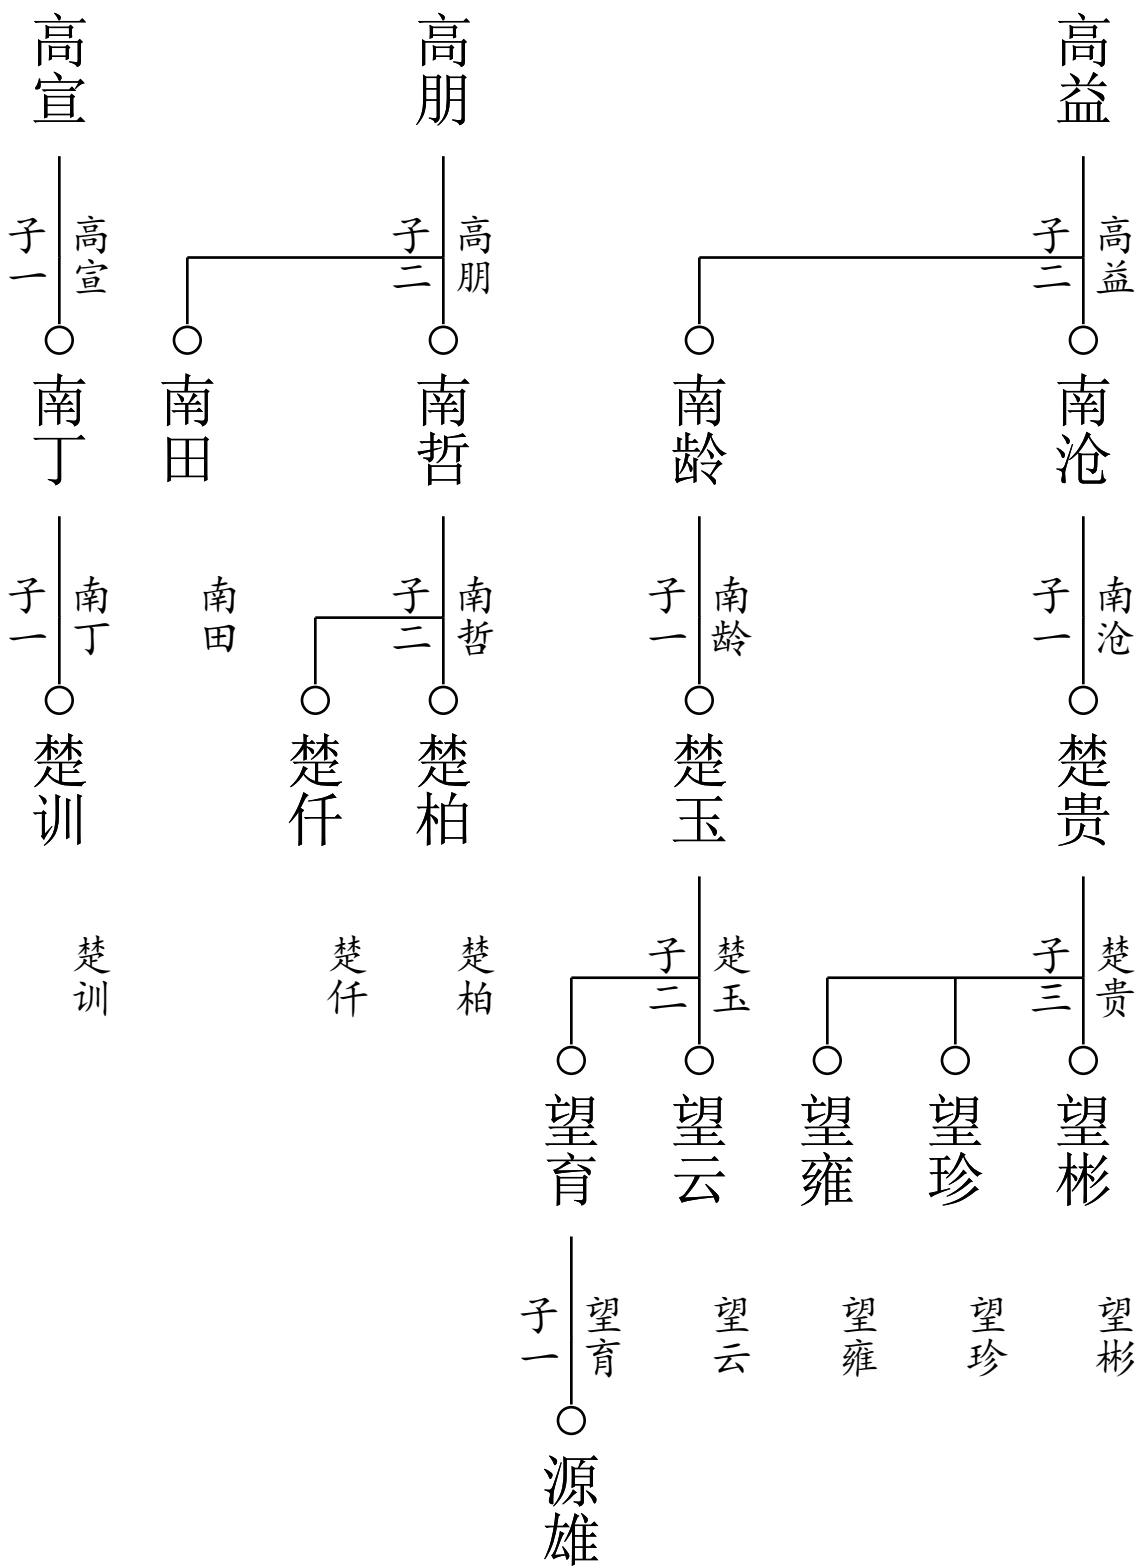 高益
高朋
高宣
高益
子二
高朋
子二
高宣
子一
南沧
南龄
南哲
南田
南丁
南沧
子一
南龄
子一
南哲
子二
南田
南丁
子一
楚贵
楚玉
楚柏
楚仟
楚训
楚贵
子三
楚玉
子二
楚柏
楚仟
楚训
望彬
望珍
望雍
望云
望育
望彬
望珍
望雍
望云
望育
子一
源雄